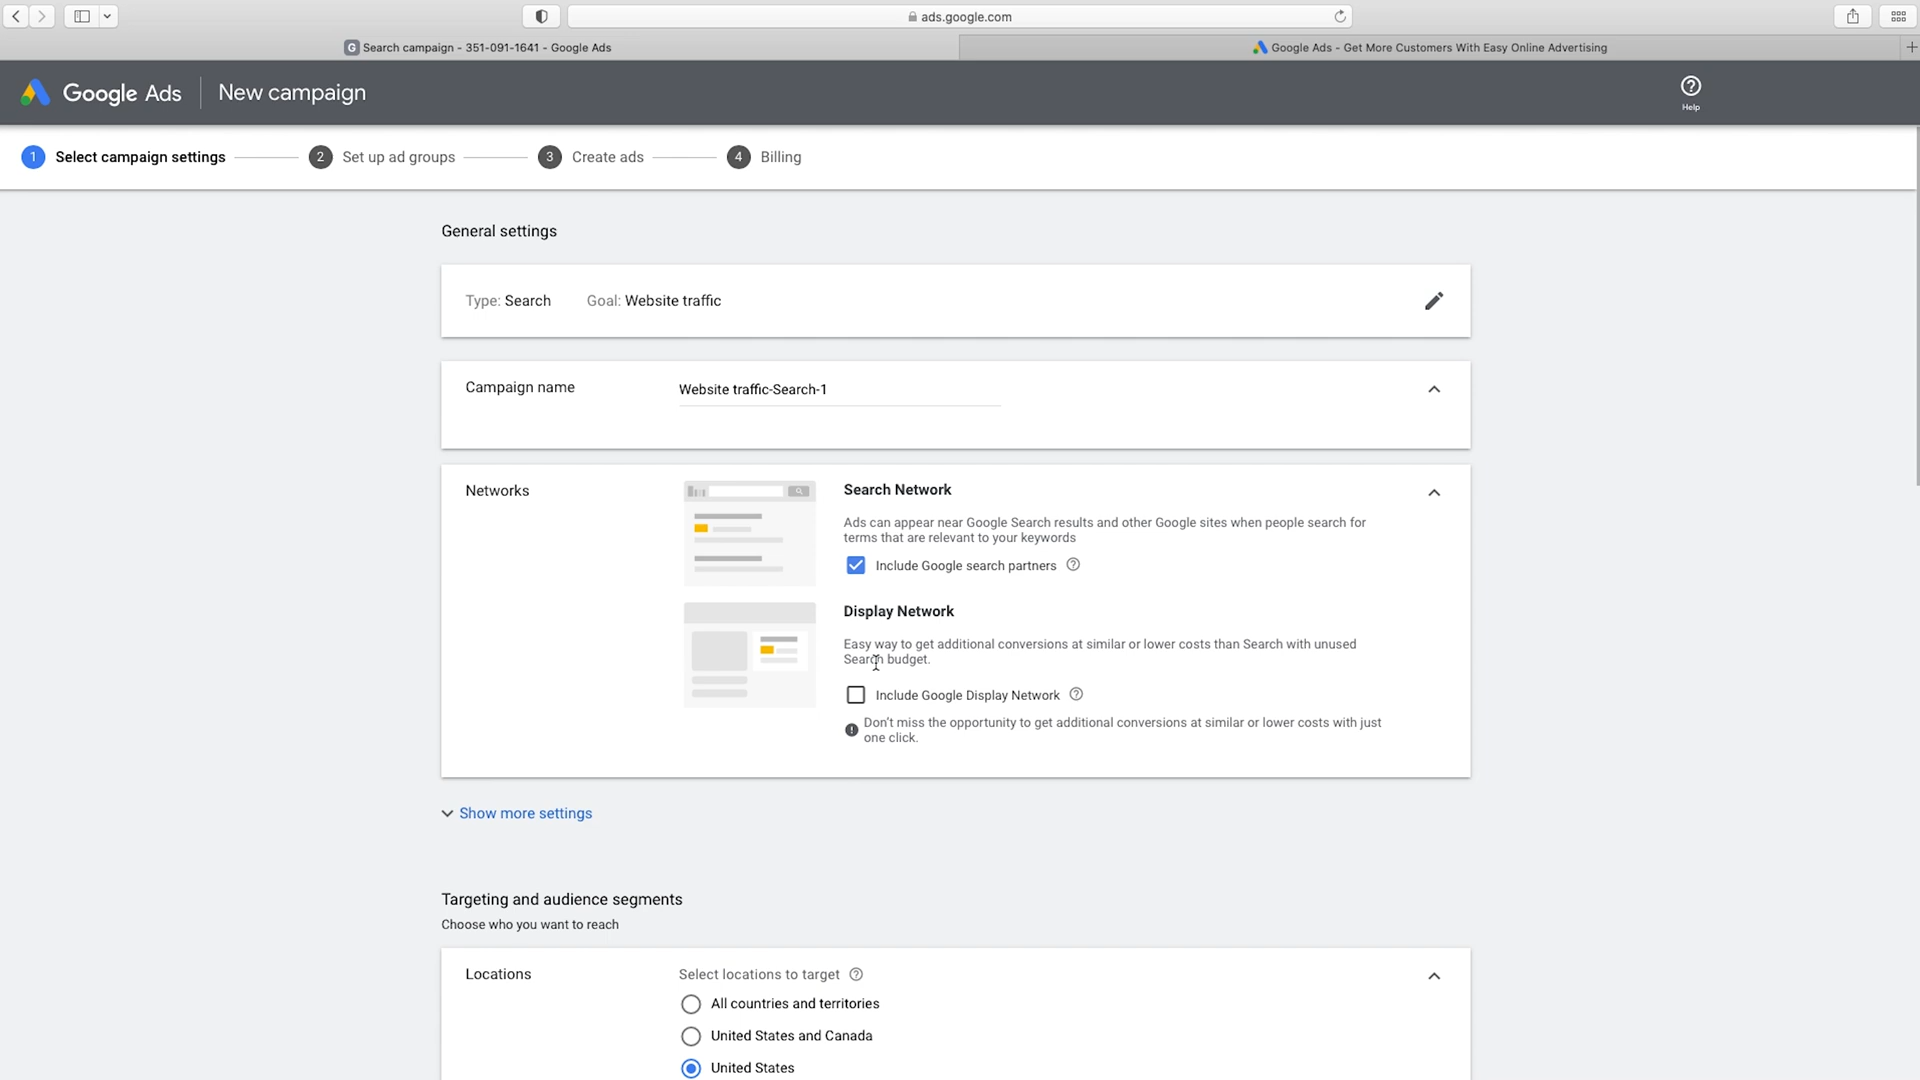 ads.google.com
Search campaign - 351-091-1641 - Google Ads
Google Ads - Get More Customers With Easy Online Advertising
Google Ads
New campaign
Help
1 Select campaign settings
2 Set up ad groups
3 Create ads
4 Billing
General settings
Type: Search
Goal: Website traffic
Campaign name
Website traffic-Search-1
Networks
Search Network
Ads can appear near Google Search results and other Google sites when people search for
terms that are relevant to your keywords
Include Google search partners
Display Network
Easy way to get additional conversions at similar or lower costs than Search with unused
Search budget.
Include Google Display Network
Don't miss the opportunity to get additional conversions at similar or lower costs with just
one click.
Show more settings
Targeting and audience segments
Choose who you want to reach
Locations
Select locations to target
All countries and territories
United States and Canada
United States